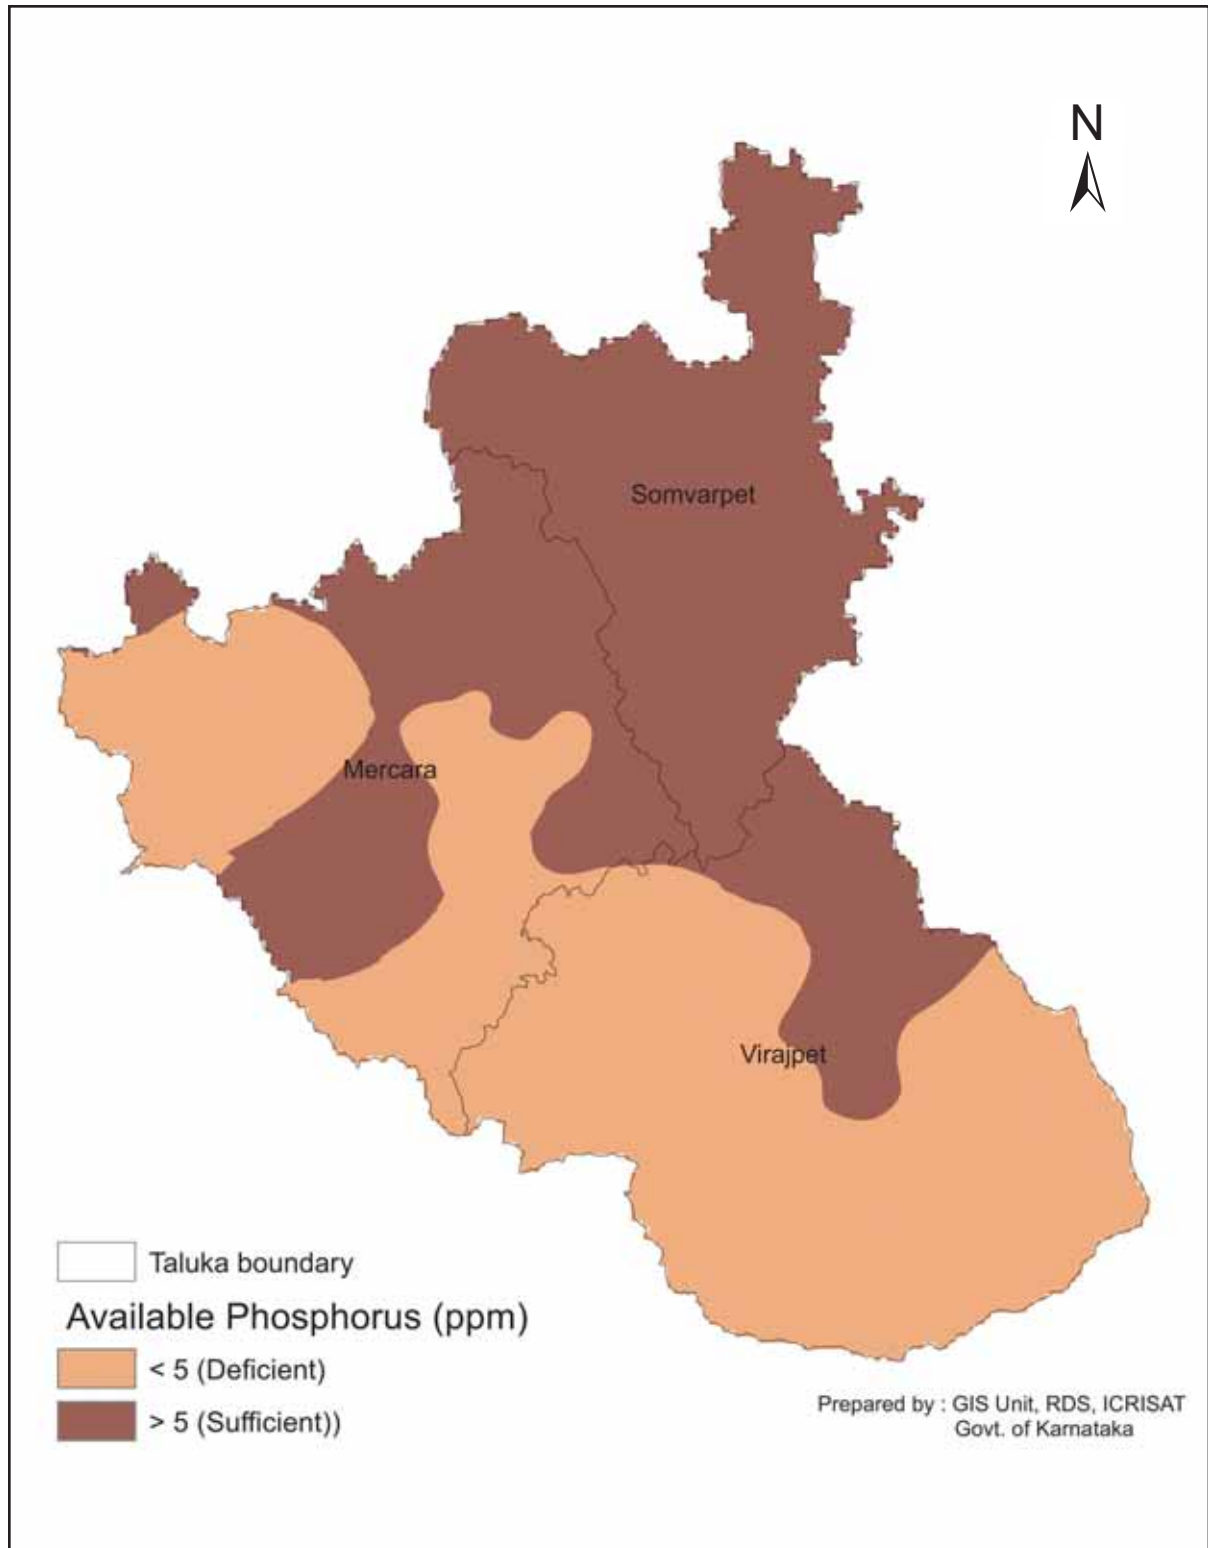 N
Somvarpet
Mercara
Virajpet
Taluka boundary
Available Phosphorus (ppm)
< 5 (Deficient)
> 5 (Sufficient))
Prepared by : GIS Unit, RDS, ICRISAT
Govt. of Karnataka